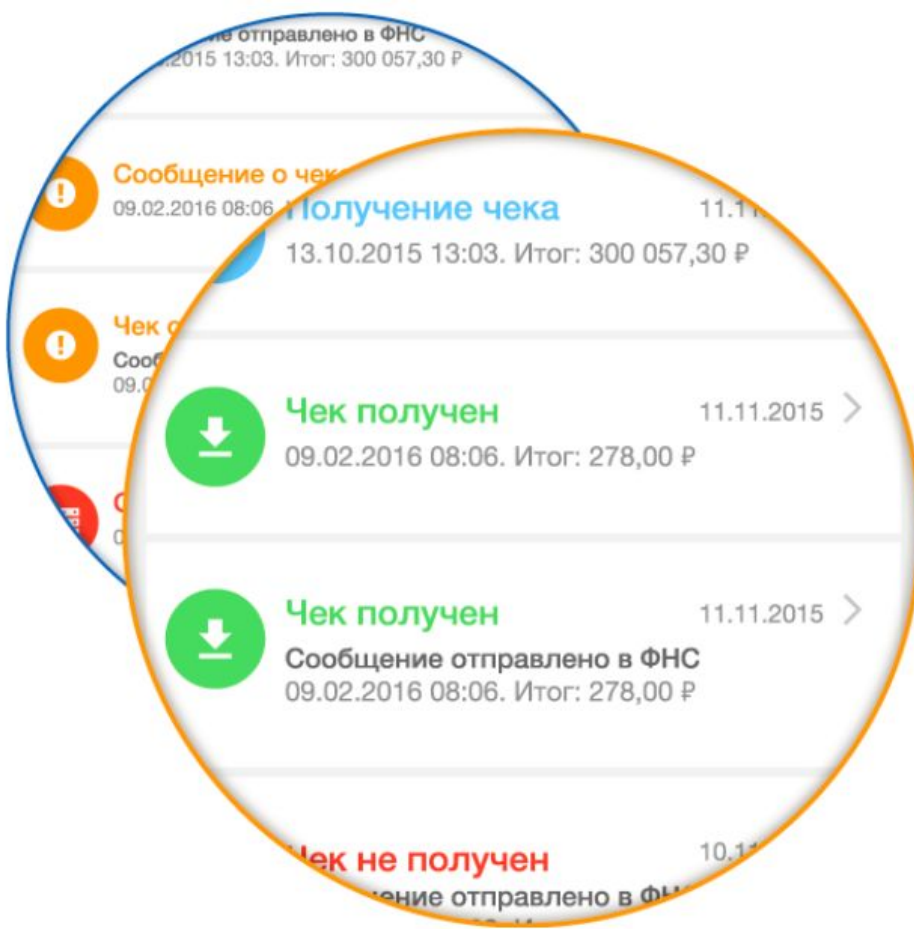 отправлено в ФНС
2015 13:03. Итог: 300 057,30 ₽
Сообщение о
09.02.2016 08:06
Чек
Получение чека
13.10.2015 13:03. Итог: 300 057,30 ₽
Чек получен
11.11.2015
09.02.2016 08:06. Итог: 278,00 ₽
Чек получен
11.11.2015
Сообщение отправлено в ФНС
09.02.2016 08:06. Итог: 278,00 ₽
Чек не получен
отправлено в